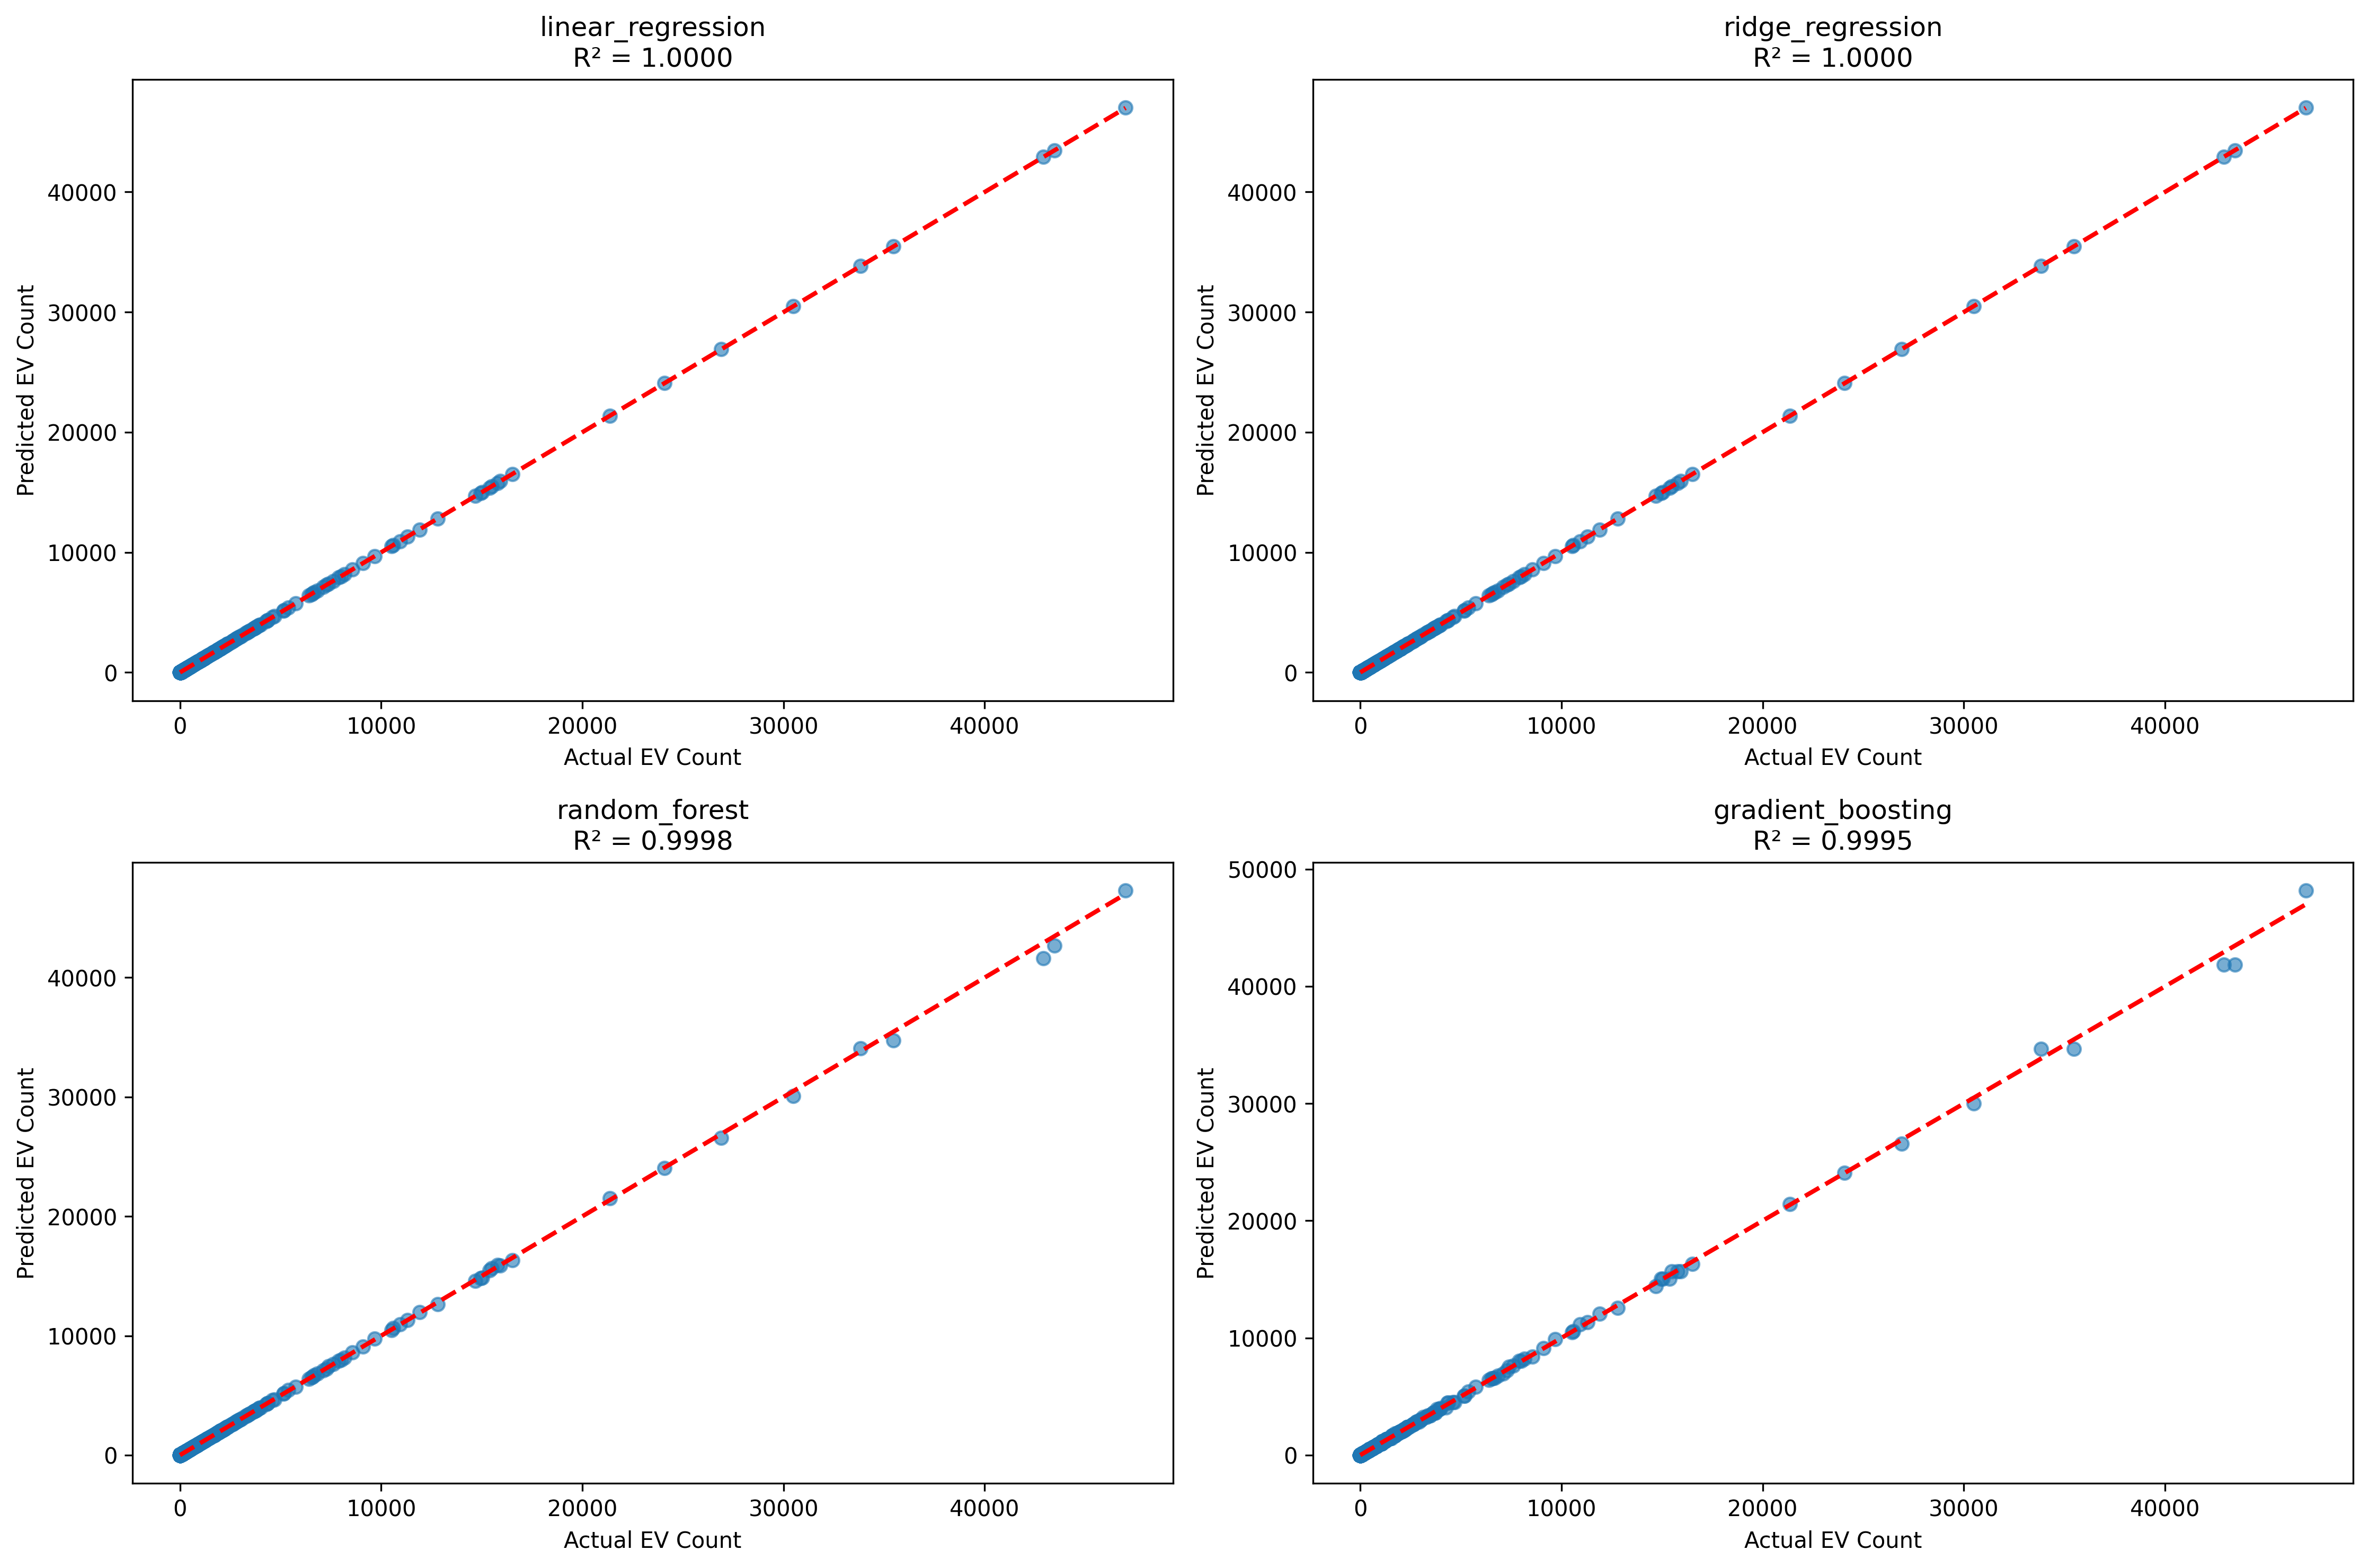 linear_regression
R² = 1.0000
Predicted EV Count
40000
30000
20000
10000
0
0 10000 20000 30000 40000
Actual EV Count
ridge_regression
R² = 1.0000
Predicted EV Count
40000
30000
20000
10000
0
0 10000 20000 30000 40000
Actual EV Count
random_forest
R² = 0.9998
Predicted EV Count
40000
30000
20000
10000
0
0 10000 20000 30000 40000
Actual EV Count
gradient_boosting
R² = 0.9995
Predicted EV Count
50000
40000
30000
20000
10000
0
0 10000 20000 30000 40000
Actual EV Count